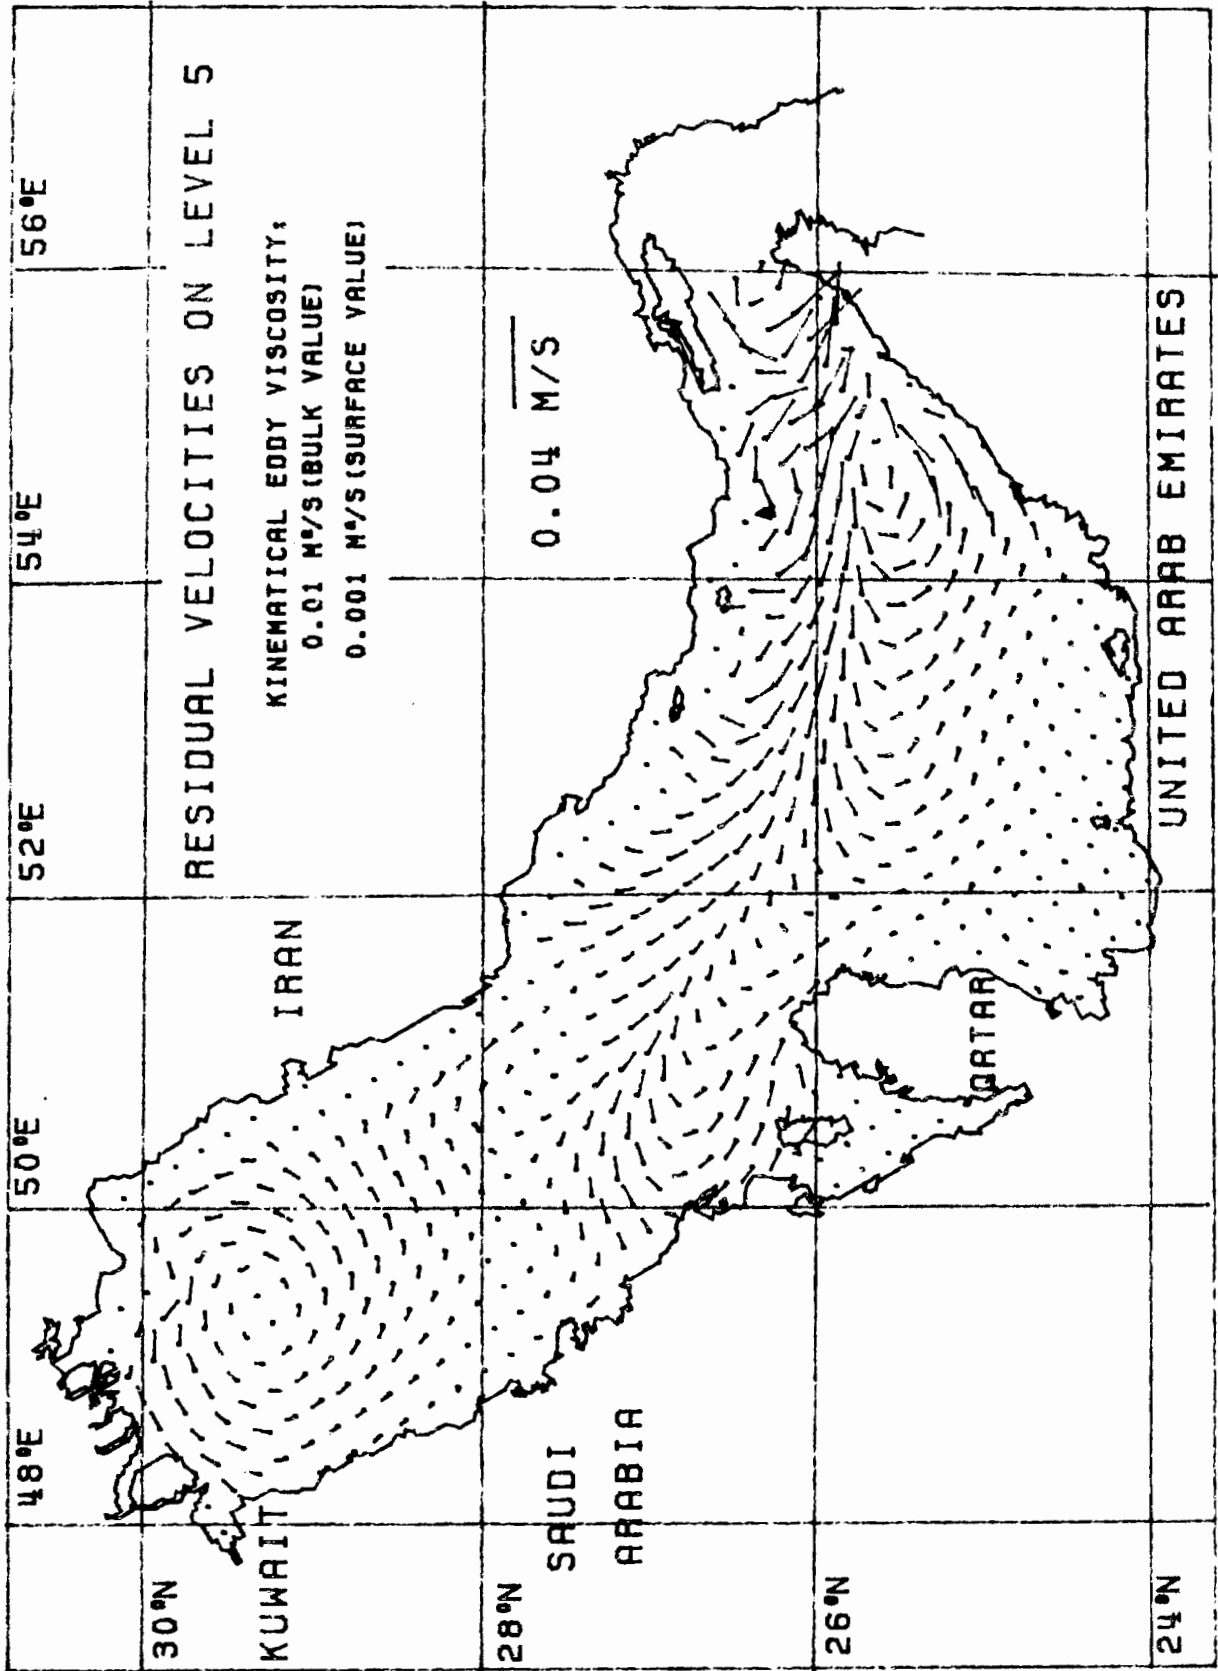 48°E
50°E
52°E
54°E
56°E
RESIDUAL VELOCITIES ON LEVEL 5
KINEMATICAL EDDY VISCOSITY:
0.01 M²/S (BULK VALUE)
0.001 M²/S (SURFACE VALUE)
0.04 M/S
30°N
KUWAIT
IRAN
28°N
SAUDI
ARABIA
26°N
QATAR
24°N
UNITED ARAB EMIRATES